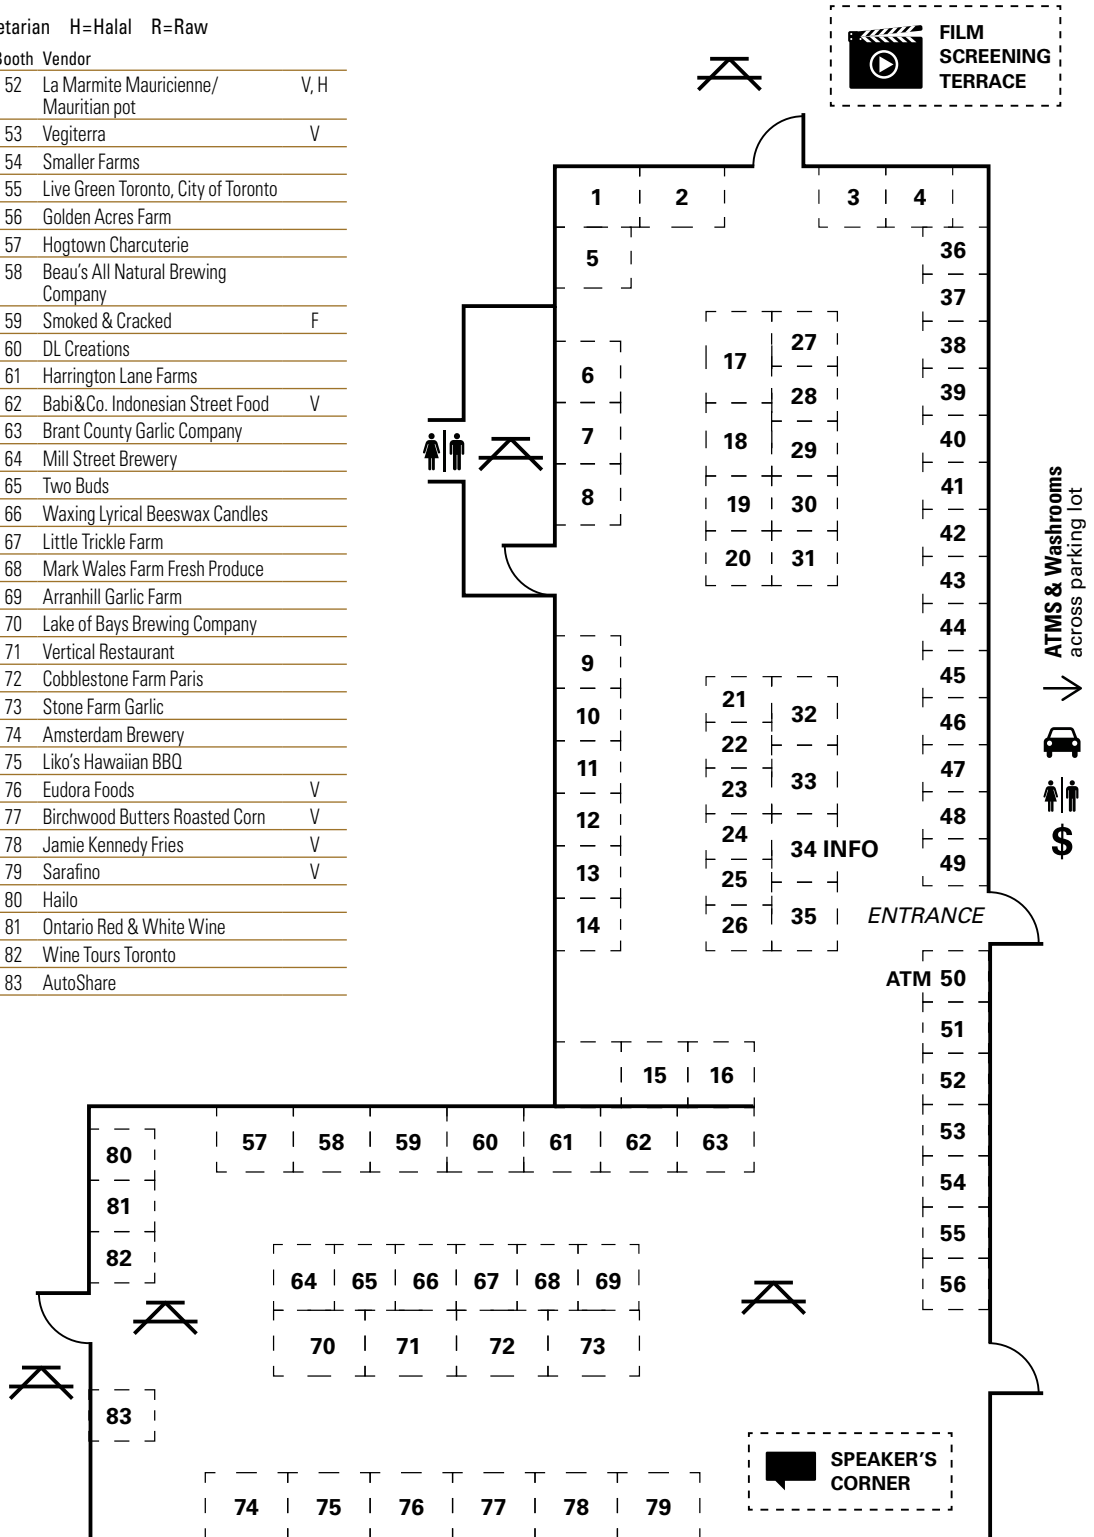 H=Halal R=Raw
Vendor
52 La Marmite Mauricienne/ V, H
Mauritian pot
53 Vegiterra V
54 Smaller Farms
55 Live Green Toronto, City of Toronto
56 Golden Acres Farm
57 Hogtown Charcuterie
58 Beau's All Natural Brewing
Company
59 Smoked & Cracked F
60 DL Creations
61 Harrington Lane Farms
62 Babi&Co. Indonesian Street Food V
63 Brant County Garlic Company
64 Mill Street Brewery
65 Two Buds
66 Waxing Lyrical Beeswax Candles
67 Little Trickle Farm
68 Mark Wales Farm Fresh Produce
69 Arranhill Garlic Farm
70 Lake of Bays Brewing Company
71 Vertical Restaurant
72 Cobblestone Farm Paris
73 Stone Farm Garlic
74 Amsterdam Brewery
75 Liko's Hawaiian BBQ
76 Eudora Foods V
77 Birchwood Butters Roasted Corn V
78 Jamie Kennedy Fries V
79 Sarafino V
80 Hailo
81 Ontario Red & White Wine
82 Wine Tours Toronto
83 AutoShare
FILM
SCREENING
TERRACE
1 2 3 4
5
6
7
8
9
10
11
12
13
14
15 16
17
18
19
20
21
22
23
24
25
26
27
28
29
30
31
32
33
34 INFO
35
36
37
38
39
40
41
42
43
44
45
46
47
48
49
ENTRANCE
ATM 50
51
52
53
54
55
56
ATMS & Washrooms
across parking lot
$
57 58 59 60 61 62 63
80
81
82
64 65 66 67 68 69
70 71 72 73
83
74 75 76 77 78 79
SPEAKER'S
CORNER